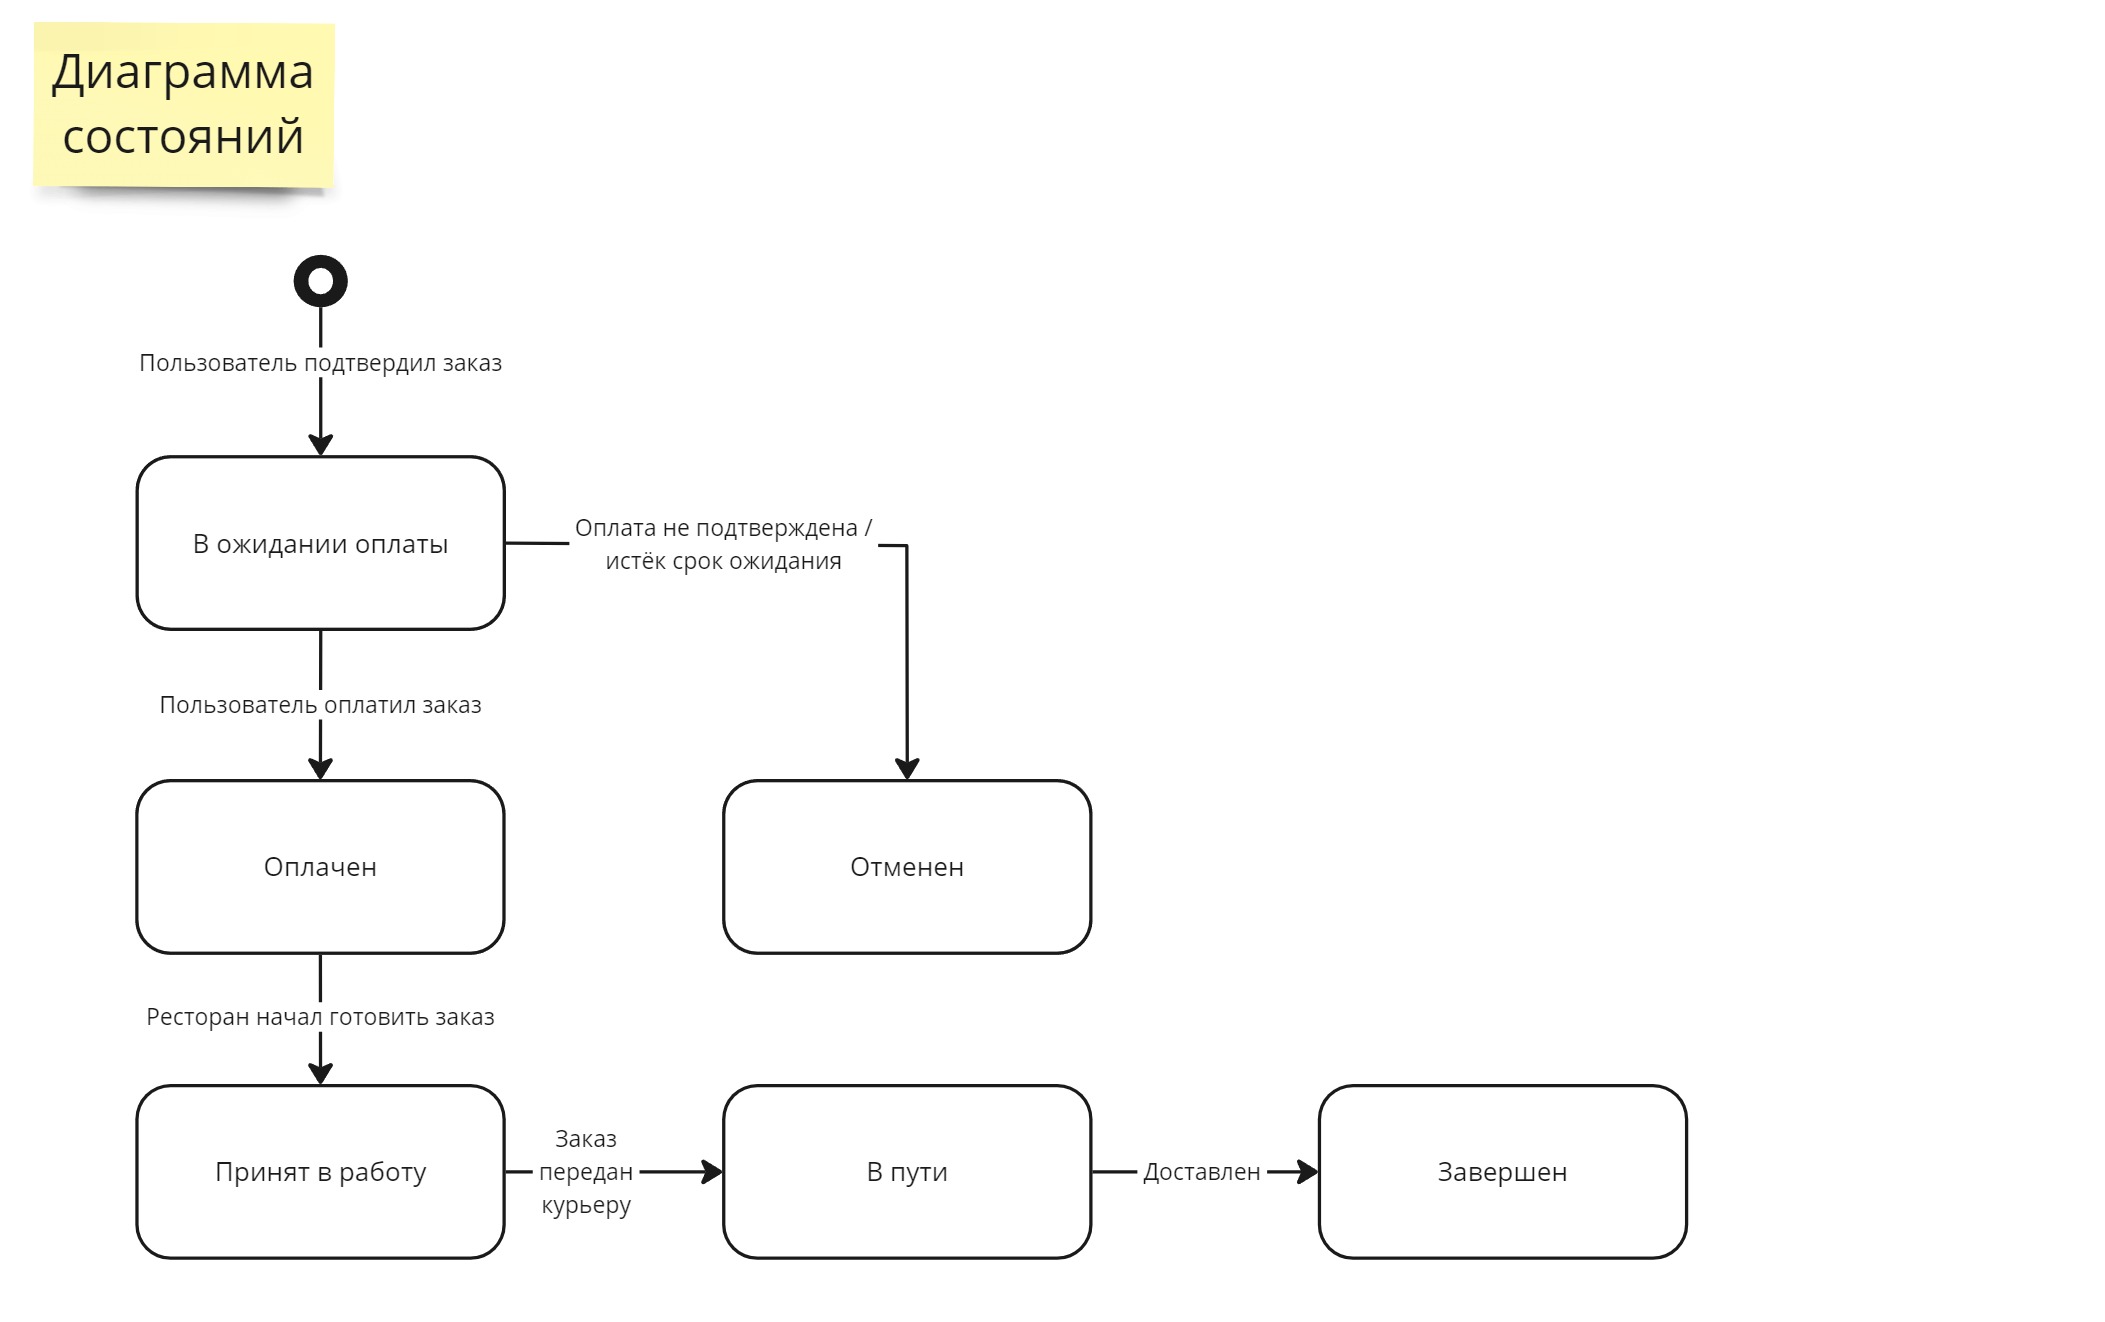 Диаграмма
состояний
Пользователь подтвердил заказ
В ожидании оплаты
Оплата не подтверждена /
истёк срок ожидания
Пользователь оплатил заказ
Оплачен
Отменен
Ресторан начал готовить заказ
Принят в работу
Заказ
передан
курьеру
В пути
Доставлен
Завершен